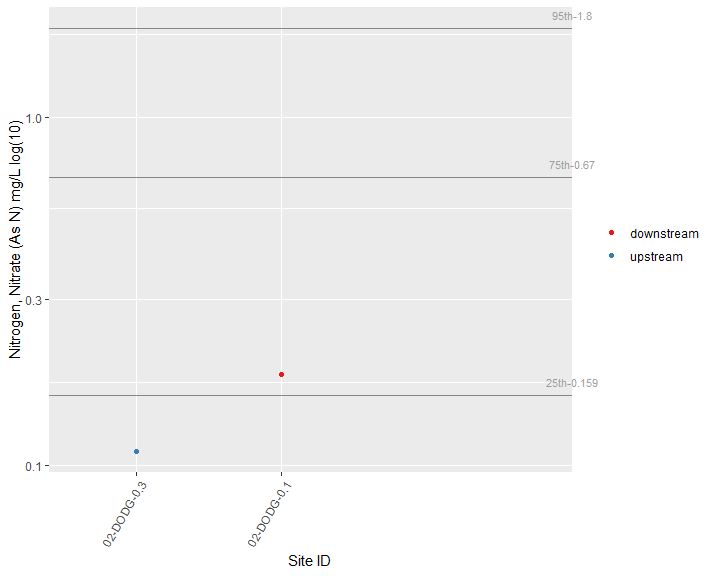 95th-1.8
1.0
75th-0.67
Nitrogen, Nitrate (As N) mg/L log(10)
downstream
upstream
0.3
25th-0.159
0.1
02-DODG-0.3
02-DODG-0.1
Site ID